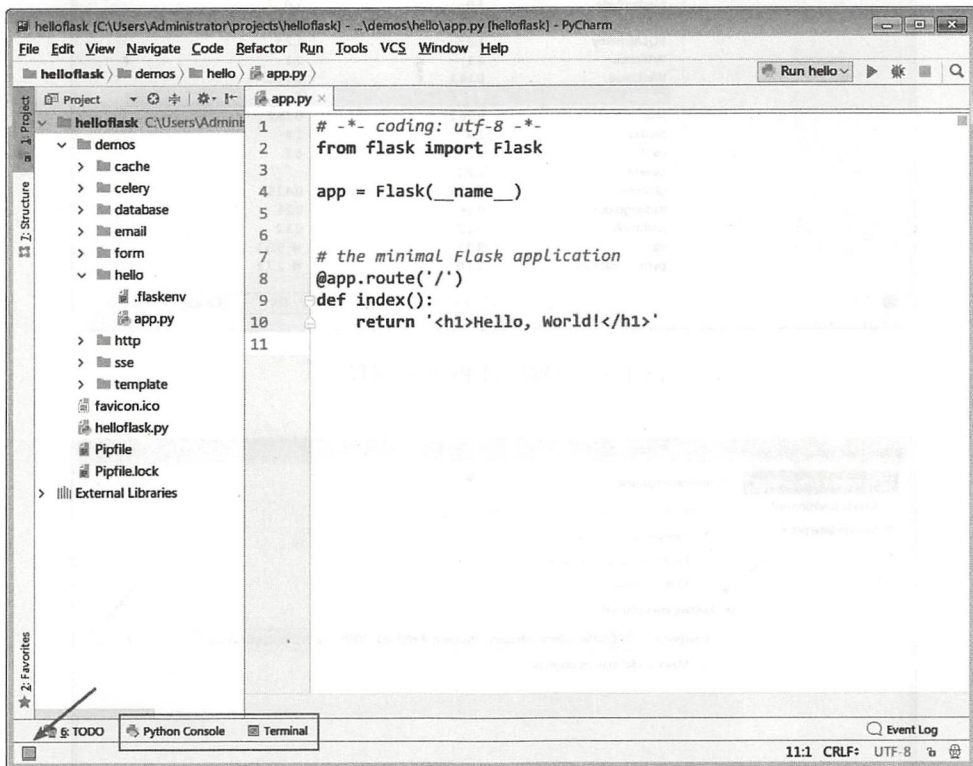 helloflask [C:\Users\Administrator\projects\helloflask] - ...\demos\hello\app.py [helloflask] - PyCharm
File Edit View Navigate Code Refactor Run Tools VCS Window Help
helloflask demos hello app.py
Run hello
1: Project
Project
app.py ×
helloflask C:\Users\Adminis
demos
cache
celery
database
email
form
hello
.flaskenv
app.py
http
sse
template
favicon.ico
helloflask.py
Pipfile
Pipfile.lock
External Libraries
7: Structure
2: Favorites
1 # -*- coding: utf-8 -*-
2 from flask import Flask
3
4 app = Flask(__name__)
5
6
7 # the minimal Flask application
8 @app.route('/')
9 def index():
10 return '<h1>Hello, World!</h1>'
11
6: TODO Python Console Terminal
Event Log
11:1 CRLF UTF-8